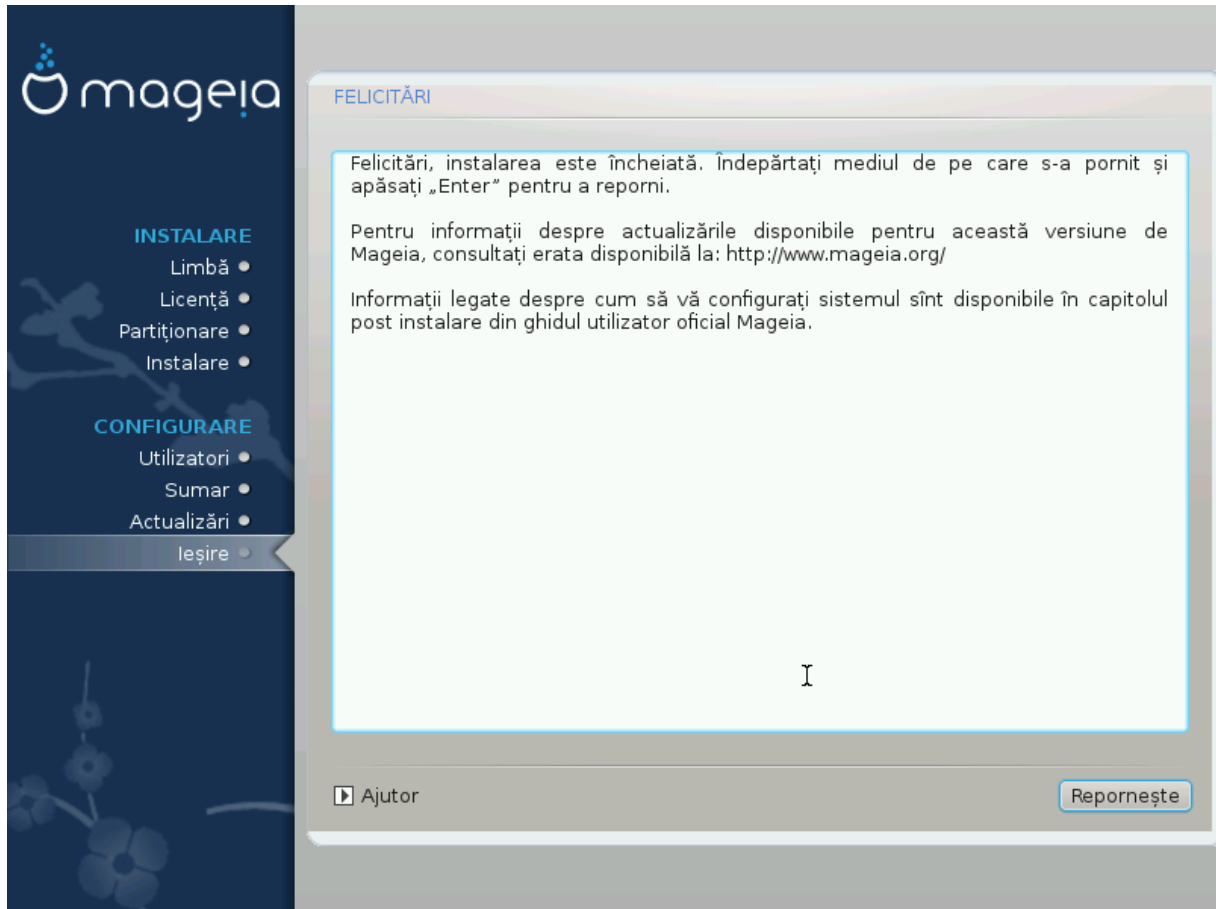 mageia
INSTALARE
Limbă
Licență
Partiționare
Instalare
CONFIGURARE
Utilizatori
Sumar
Actualizări
Ieșire
FELICITĂRI
Felicitări, instalarea este încheiată. Îndepărtați mediul de pe care s-a pornit și
apăsați „Enter” pentru a reporni.
Pentru informații despre actualizările disponibile pentru această versiune de
Mageia, consultați erata disponibilă la: http://www.mageia.org/
Informații legate despre cum să vă configurați sistemul sînt disponibile în capitolul
post instalare din ghidul utilizator oficial Mageia.
Ajutor
Repornește